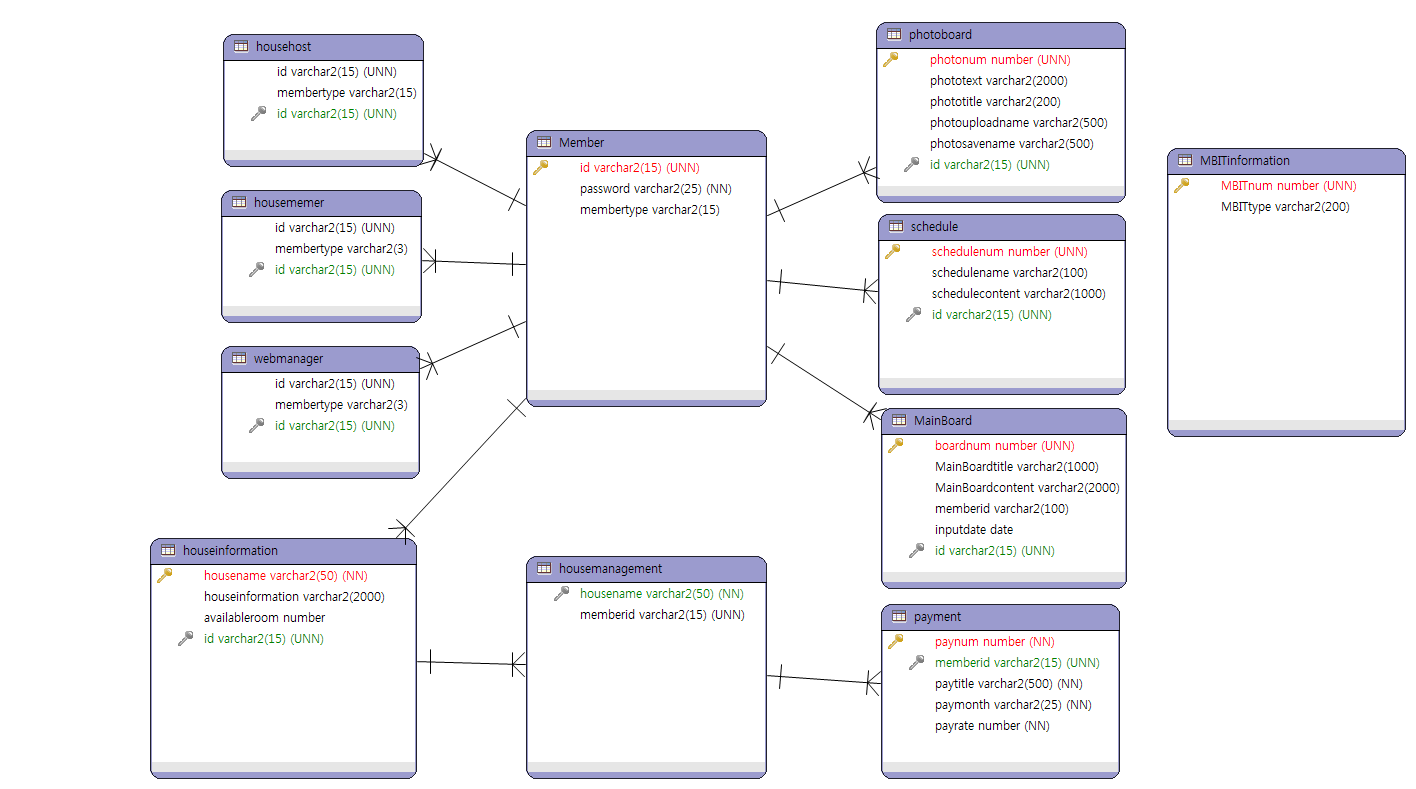 househost
id varchar2(15) (UNN)
membertype varchar2(15)
id varchar2(15) (UNN)
housememer
id varchar2(15) (UNN)
membertype varchar2(3)
id varchar2(15) (UNN)
webmanager
id varchar2(15) (UNN)
membertype varchar2(3)
id varchar2(15) (UNN)
houseinformation
housename varchar2(50) (NN)
houseinformation varchar2(2000)
availableroom number
id varchar2(15) (UNN)
Member
id varchar2(15) (UNN)
password varchar2(25) (NN)
membertype varchar2(15)
housemanagement
housename varchar2(50) (NN)
memberid varchar2(15) (UNN)
photoboard
photonum number (UNN)
phototext varchar2(2000)
phototitle varchar2(200)
photouploadname varchar2(500)
photosavename varchar2(500)
id varchar2(15) (UNN)
schedule
schedulenum number (UNN)
schedulename varchar2(100)
schedulecontent varchar2(1000)
id varchar2(15) (UNN)
MainBoard
boardnum number (UNN)
MainBoardtitle varchar2(1000)
MainBoardcontent varchar2(2000)
memberid varchar2(100)
inputdate date
id varchar2(15) (UNN)
payment
paynum number (NN)
memberid varchar2(15) (UNN)
paytitle varchar2(500) (NN)
paymonth varchar2(25) (NN)
payrate number (NN)
MBITinformation
MBITnum number (UNN)
MBITtype varchar2(200)